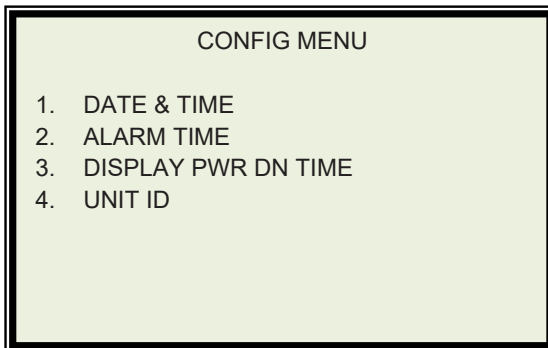 CONFIG MENU
1. DATE & TIME
2. ALARM TIME
3. DISPLAY PWR DN TIME
4. UNIT ID